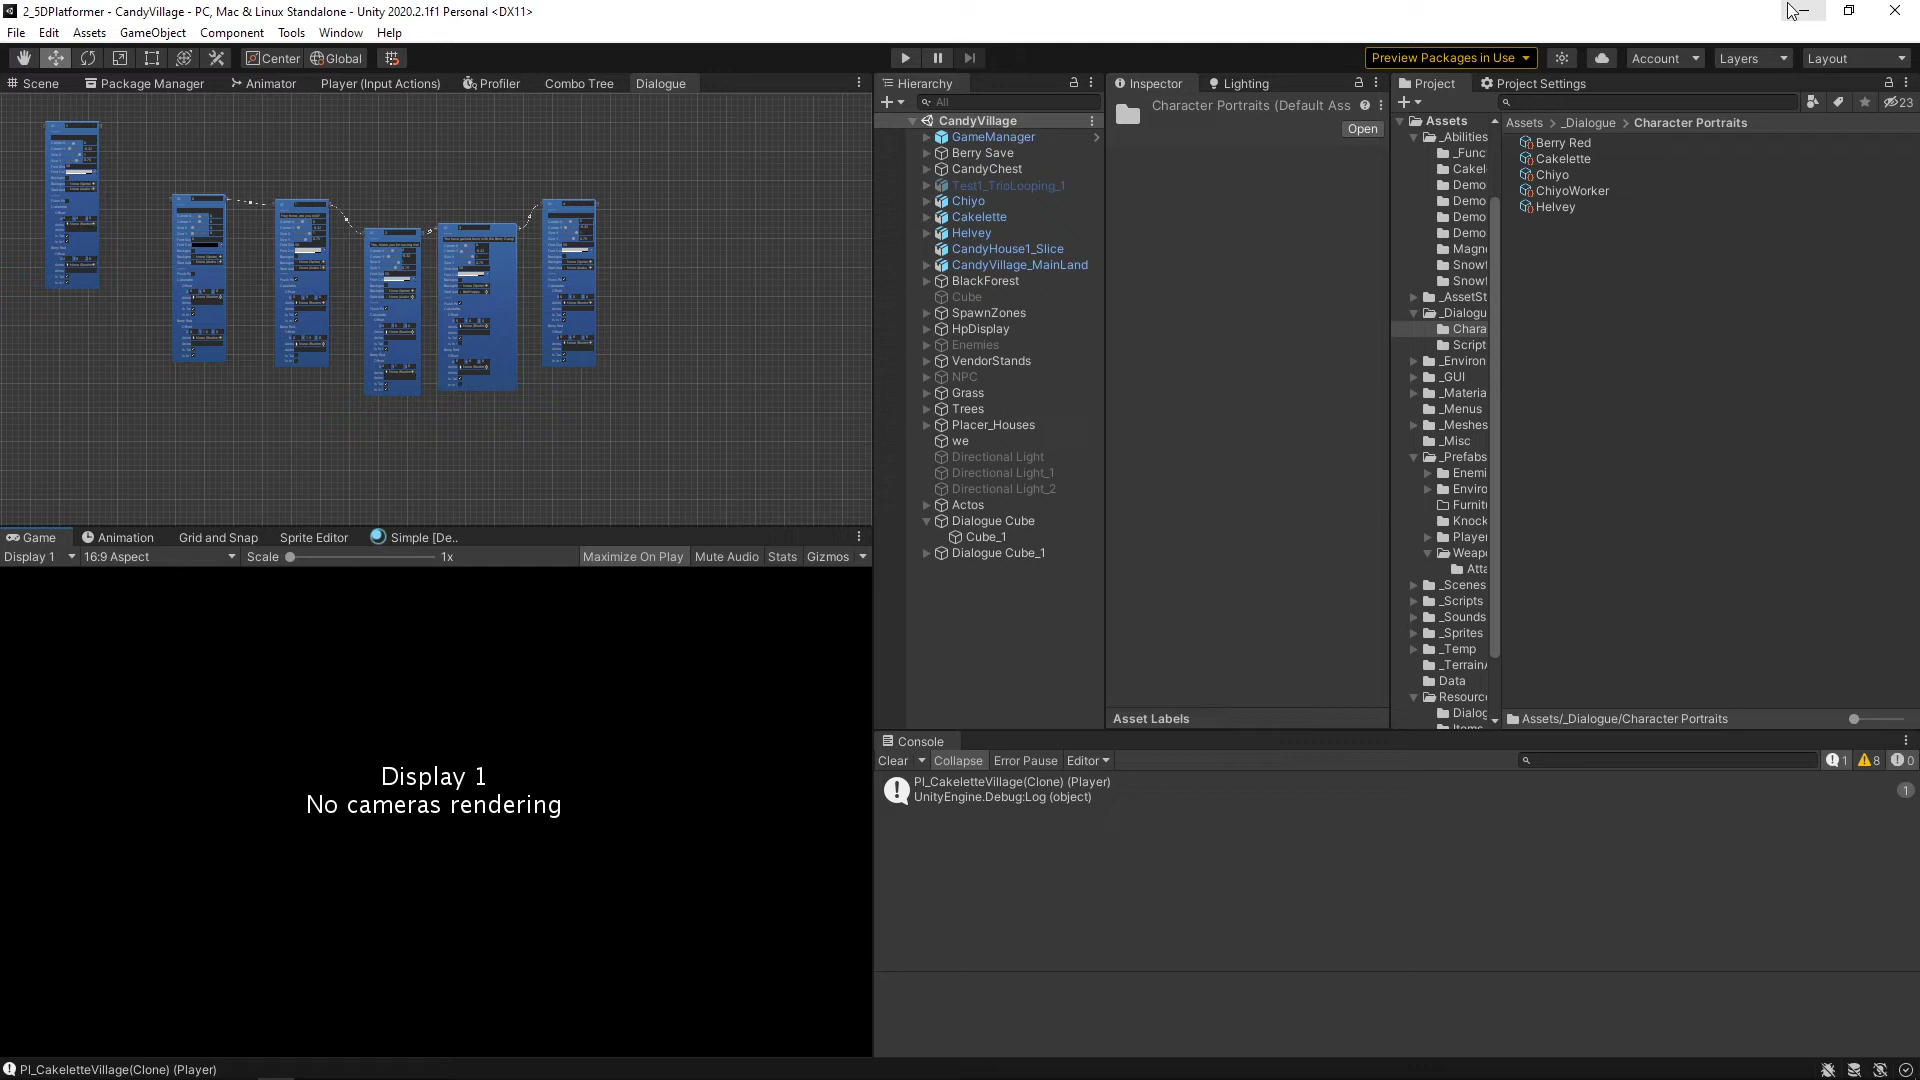 2_5DPlatformer - CandyVillage - PC, Mac & Linux Standalone - Unity 2020.2.1f1 Personal <DX11>
File Edit Assets GameObject Component Tools Window Help
Center Global
Preview Packages in Use Account Layers Layout
Scene Package Manager Animator Player (Input Actions) Profiler Combo Tree Dialogue
Game Animation Grid and Sprite Editor Simple [De..
Grid and Snap
Display 1 16:9 Aspect Scale 1x Maximize On Play Mute Audio Stats Gizmos
Display 1
No cameras rendering
Hierarchy
All
CandyVillage
GameManager
Berry Save
CandyChest
Test1_TrioLooping_1
Chiyo
Cakelette
Helvey
CandyHouse1_Slice
CandyVillage_MainLand
BlackForest
Cube
SpawnZones
HpDisplay
Enemies
VendorStands
NPC
Grass
Trees
Placer_Houses
we
Directional Light
Directional Light_1
Directional Light_2
Actos
Dialogue Cube
Cube_1
Dialogue Cube_1
Inspector Lighting
Character Portraits (Default Ass
Open
Asset Labels
Project Project Settings
23
Assets
_Abilities
_Func
Cakel
Demo
Demo
Demo
Demo
Magn
Snowf
Snowf
_AssetSt
_Dialogu
Chara
Script
_Environ
_GUI
_Materia
_Menus
_Meshes
_Misc
_Prefabs
Enemi
Enviro
Furnitu
Knock
Player
Weapo
Atta
_Scenes
_Scripts
_Sounds
_Sprites
_Temp
_TerrainA
Data
Resourc
Dialog
Items
Assets > _Dialogue > Character Portraits
Berry Red
Cakelette
Chiyo
ChiyoWorker
Helvey
Assets/_Dialogue/Character Portraits
Console
Clear Collapse Error Pause Editor 1 8 0
Pl_CakeletteVillage(Clone) (Player)
UnityEngine.Debug:Log (object)
1
Pl_CakeletteVillage(Clone) (Player)